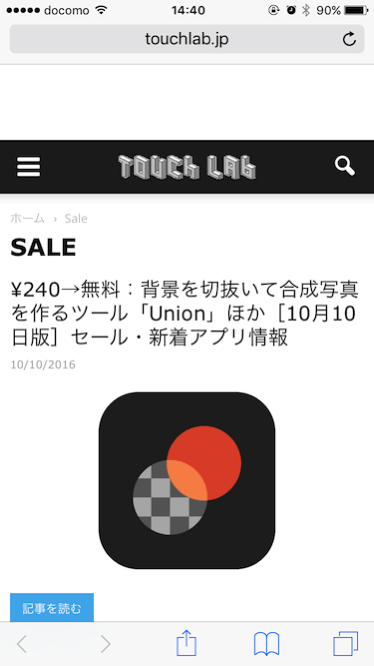 docomo 14:40 90%
touchlab.jp
TOUCH LAB
ホーム › Sale
SALE
¥240→無料：背景を切抜いて合成写真
を作るツール「Union」ほか［10月10
日版］セール・新着アプリ情報
10/10/2016
記事を読む